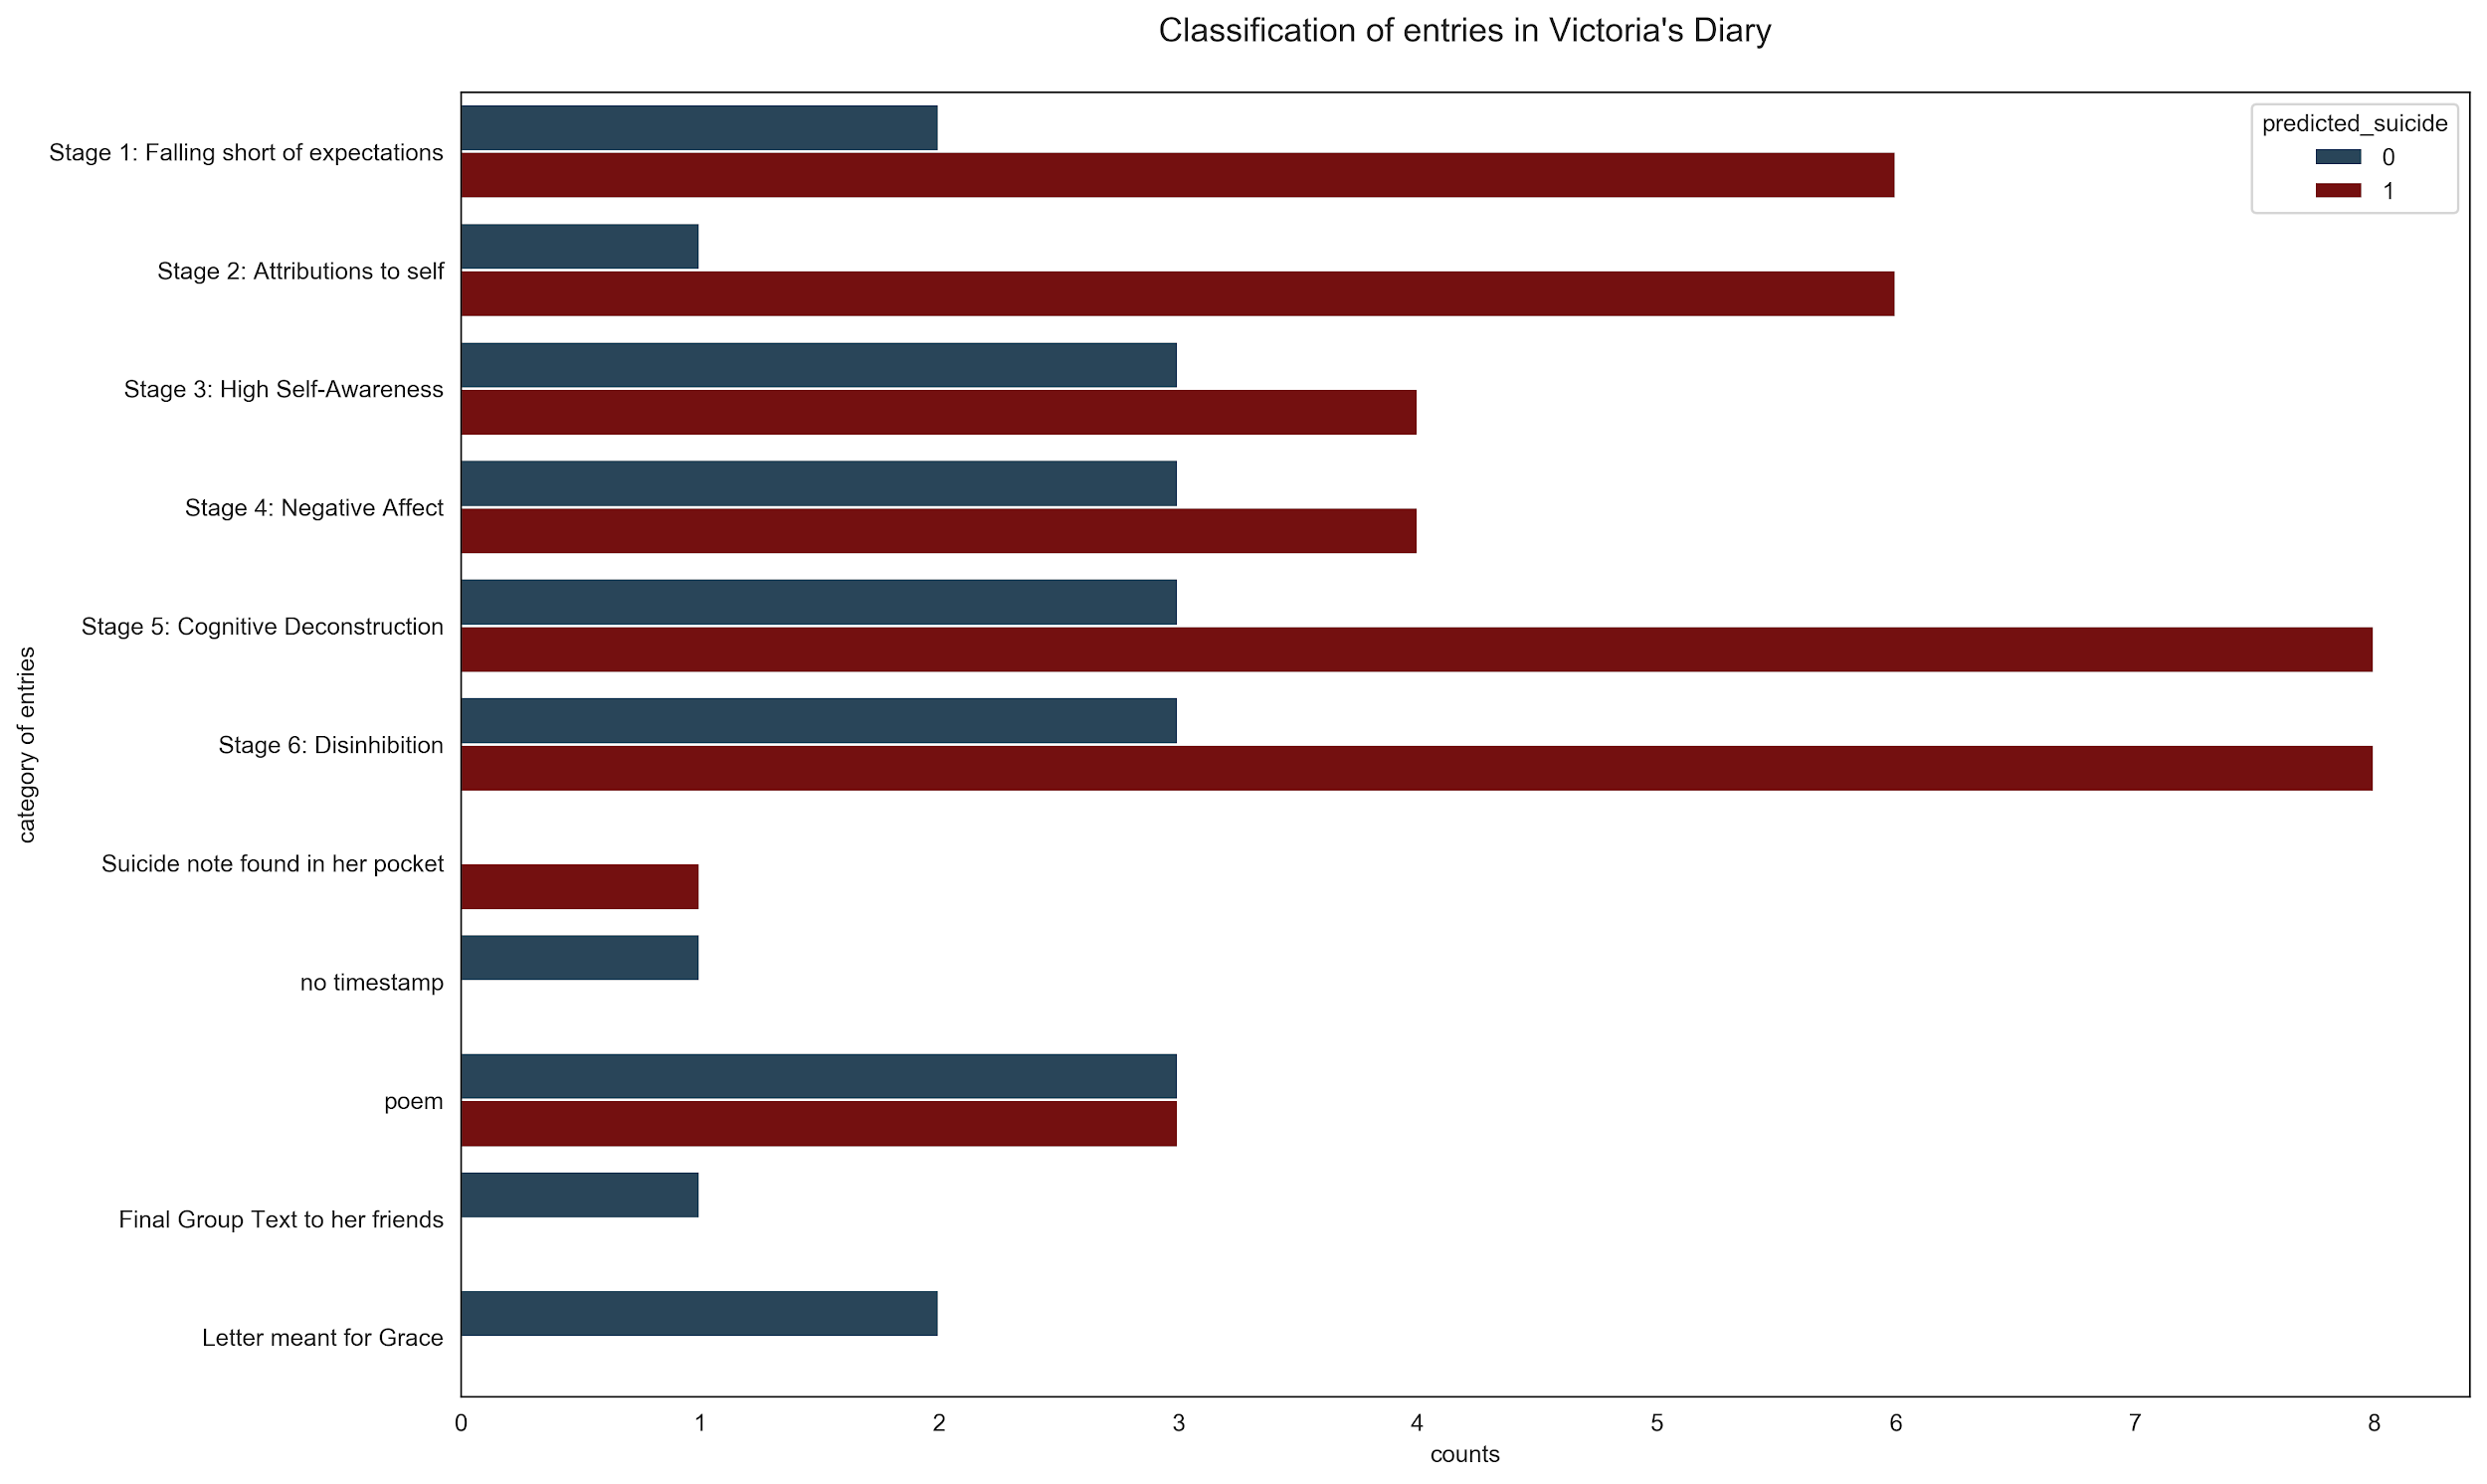 Classification of entries in Victoria's Diary
predicted_suicide
0
1
Stage 1: Falling short of expectations
Stage 2: Attributions to self
Stage 3: High Self-Awareness
Stage 4: Negative Affect
Stage 5: Cognitive Deconstruction
Stage 6: Disinhibition
Suicide note found in her pocket
no timestamp
poem
Final Group Text to her friends
Letter meant for Grace
category of entries
0 1 2 3 4 5 6 7 8
counts